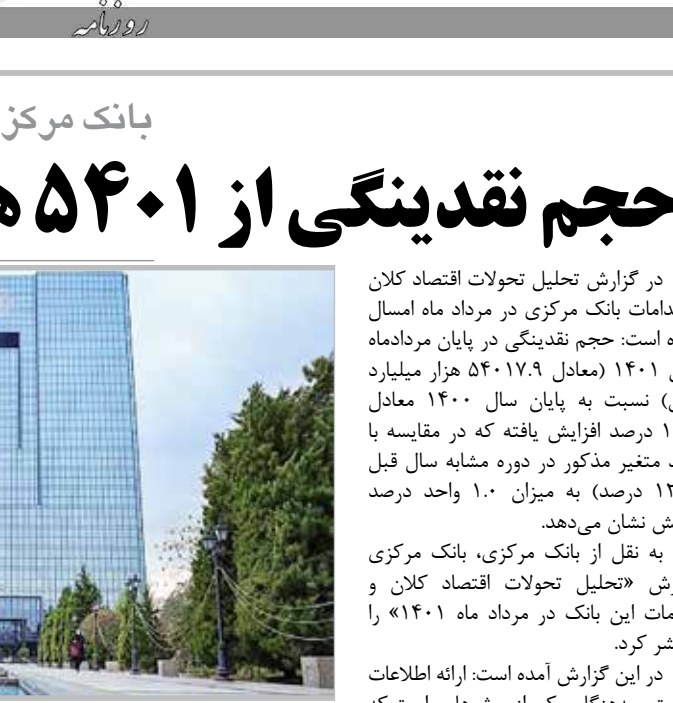 روزنامه
بانک مرکز
حجم نقدینگی از ۵۴۰۱ ه
در گزارش تحلیل تحولات اقتصاد کلان
دامات بانک مرکزی در مرداد ماه امسال
ه است: حجم نقدینگی در پایان مردادماه
۱۴۰۱ (معادل ۵۴۰۱۷.۹ هزار میلیارد
) نسبت به پایان سال ۱۴۰۰ معادل
۱ درصد افزایش یافته که در مقایسه با
متغیر مذکور در دوره مشابه سال قبل
۱۲ درصد) به میزان ۱.۰ واحد درصد
ش نشان می‌دهد.
به نقل از بانک مرکزی، بانک مرکزی
رش «تحلیل تحولات اقتصاد کلان و
مات این بانک در مرداد ماه ۱۴۰۱» را
شر کرد.
در این گزارش آمده است: ارائه اطلاعات